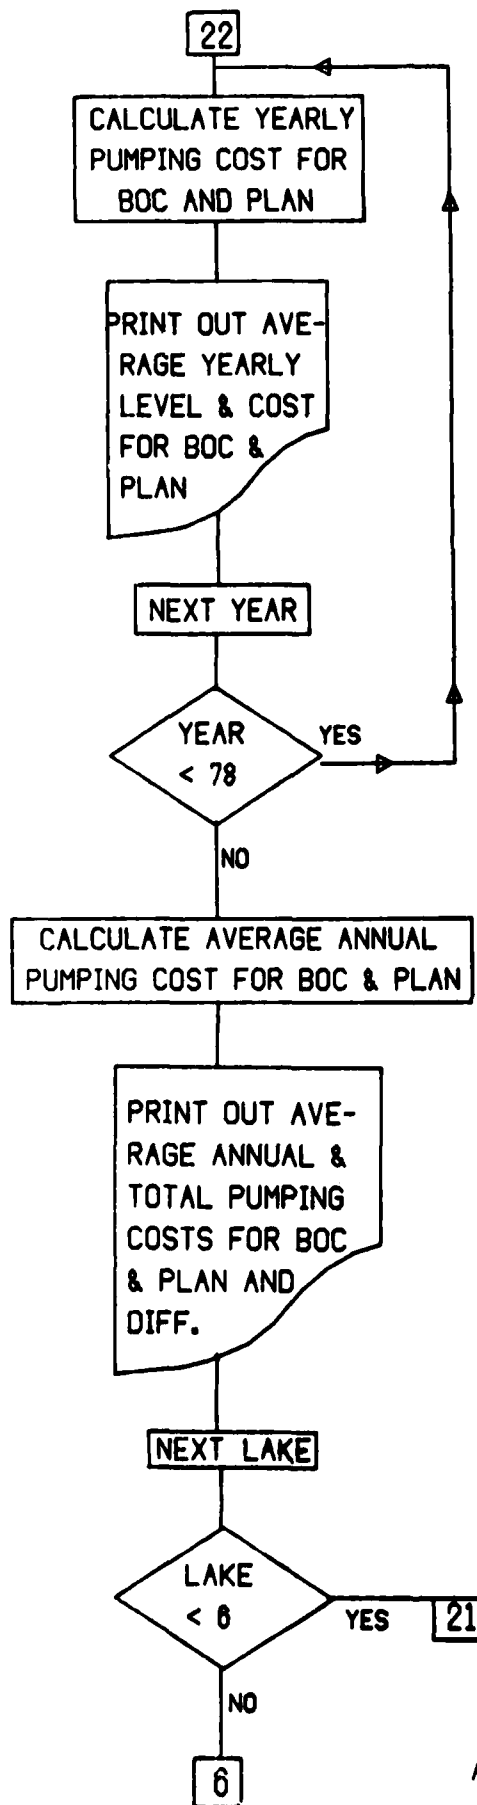 22
CALCULATE YEARLY
PUMPING COST FOR
BOC AND PLAN
PRINT OUT AVE-
RAGE YEARLY
LEVEL & COST
FOR BOC &
PLAN
NEXT YEAR
YEAR
< 78
YES
NO
CALCULATE AVERAGE ANNUAL
PUMPING COST FOR BOC & PLAN
PRINT OUT AVE-
RAGE ANNUAL &
TOTAL PUMPING
COSTS FOR BOC
& PLAN AND
DIFF.
NEXT LAKE
LAKE
< 6
YES
21
NO
6